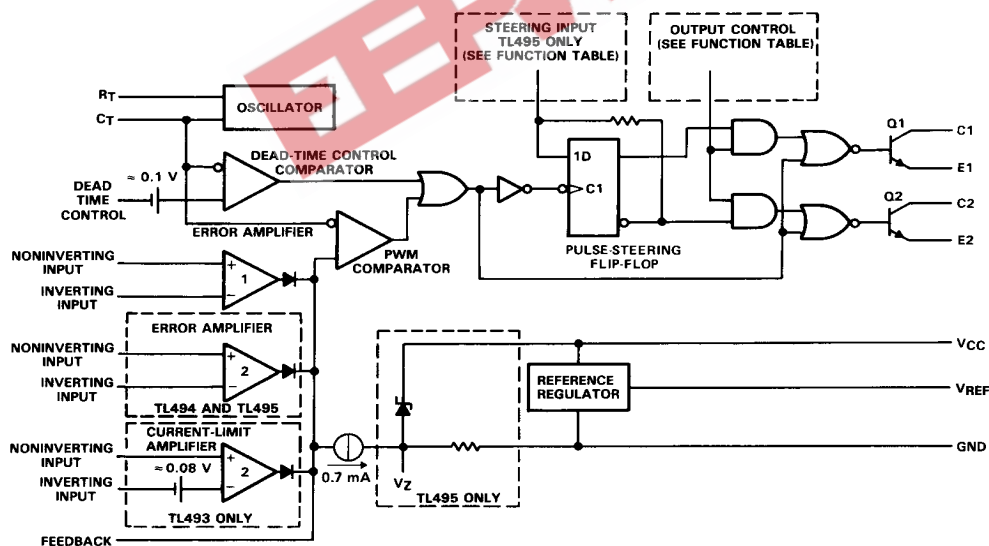 STEERING INPUT
TL495 ONLY
(SEE FUNCTION TABLE)
OUTPUT CONTROL
(SEE FUNCTION TABLE)
RT
CT
OSCILLATOR
DEAD-TIME CONTROL
COMPARATOR
≈ 0.1 V
DEAD
TIME
CONTROL
1D
C1
PULSE-STEERING
FLIP-FLOP
Q1
C1
E1
Q2
C2
E2
ERROR AMPLIFIER
PWM
COMPARATOR
NONINVERTING
INPUT
INVERTING
INPUT
+
−
1
ERROR AMPLIFIER
NONINVERTING
INPUT
INVERTING
INPUT
+
−
2
TL494 AND TL495
CURRENT-LIMIT
AMPLIFIER
NONINVERTING
INPUT
INVERTING
INPUT
≈0.08 V
+
−
2
TL493 ONLY
FEEDBACK
0.7 mA
VZ
TL495 ONLY
REFERENCE
REGULATOR
VCC
VREF
GND